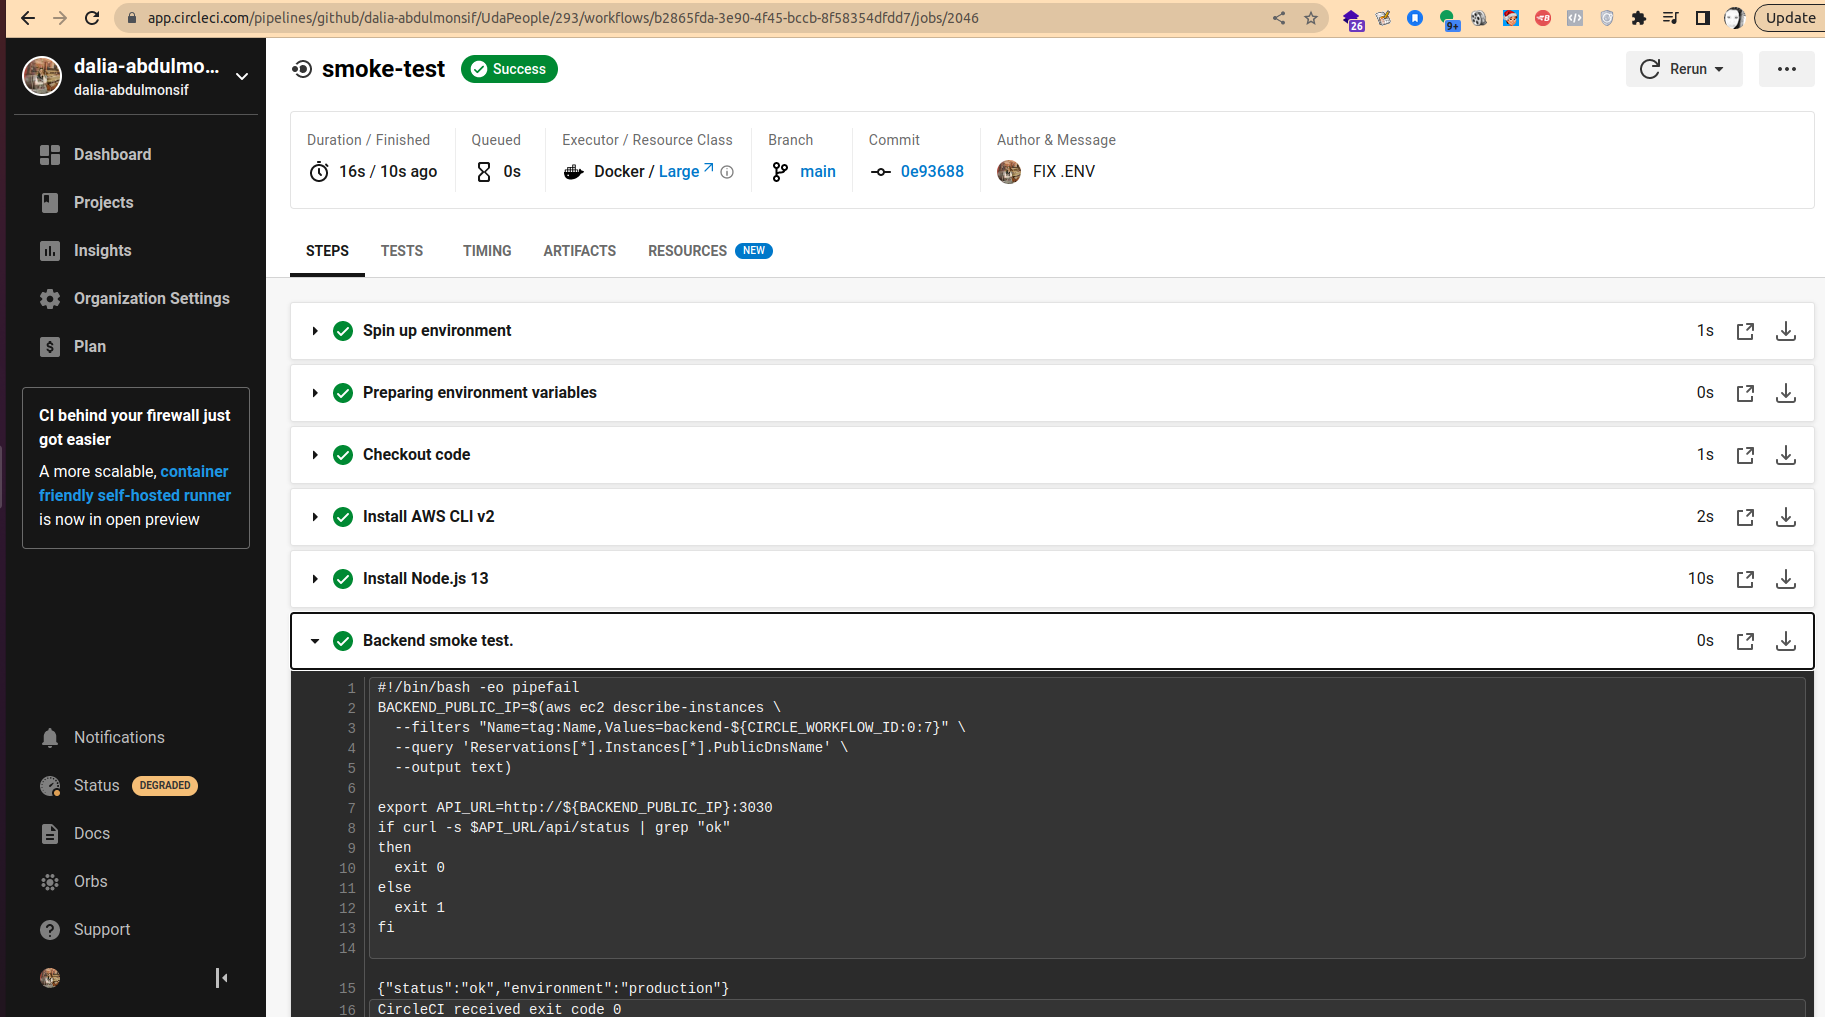 app.circleci.com/pipelines/github/dalia-abdulmonsif/UdaPeople/293/workflows/b2865fda-3e90-4f45-bccb-8f58354dfdd7/jobs/2046
26
9+
Update
dalia-abdulmo...
dalia-abdulmonsif
Dashboard
Projects
Insights
Organization Settings
Plan
CI behind your firewall just
got easier
A more scalable, container
friendly self-hosted runner
is now in open preview
Notifications
Status DEGRADED
Docs
Orbs
Support
smoke-test Success
Rerun
Duration / Finished
16s / 10s ago
Queued
0s
Executor / Resource Class
Docker / Large
Branch
main
Commit
0e93688
Author & Message
FIX .ENV
STEPS TESTS TIMING ARTIFACTS RESOURCES NEW
Spin up environment 1s
Preparing environment variables 0s
Checkout code 1s
Install AWS CLI v2 2s
Install Node.js 13 10s
Backend smoke test. 0s
1 #!/bin/bash -eo pipefail
2 BACKEND_PUBLIC_IP=$(aws ec2 describe-instances \
3   --filters "Name=tag:Name,Values=backend-${CIRCLE_WORKFLOW_ID:0:7}" \
4   --query 'Reservations[*].Instances[*].PublicDnsName' \
5   --output text)
6
7 export API_URL=http://${BACKEND_PUBLIC_IP}:3030
8 if curl -s $API_URL/api/status | grep "ok"
9 then
10   exit 0
11 else
12   exit 1
13 fi
14
15 {"status":"ok","environment":"production"}
16 CircleCI received exit code 0